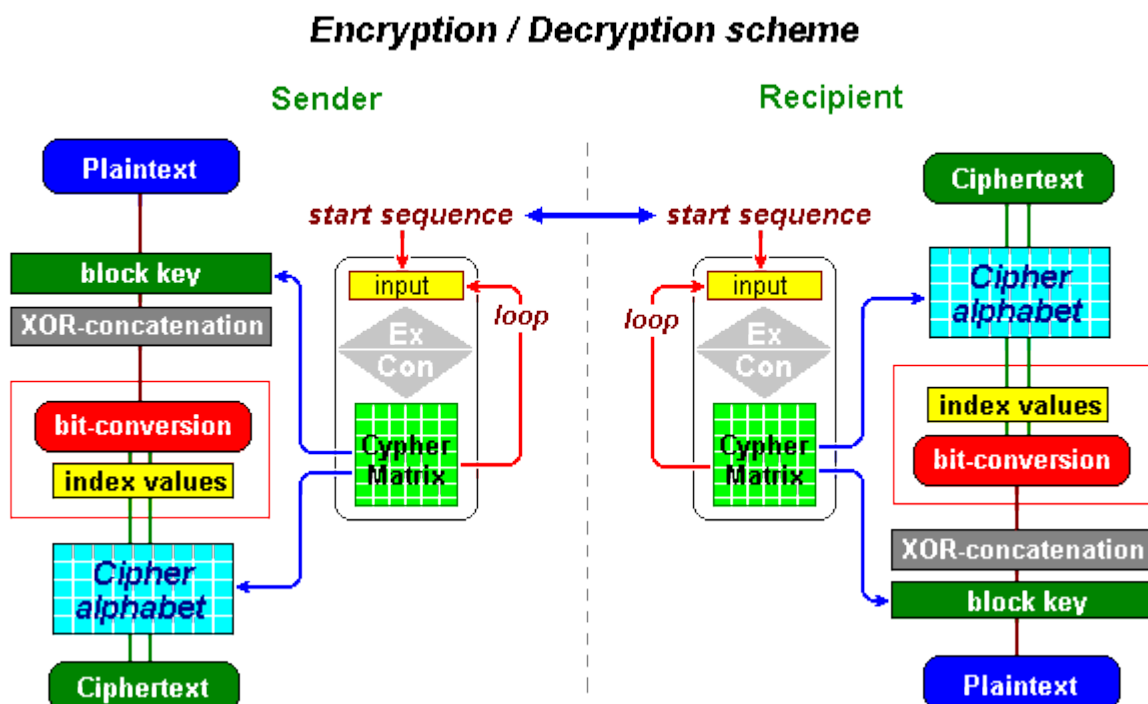 Encryption / Decryption scheme
Sender
Recipient
Plaintext
block key
XOR-concatenation
bit-conversion
index values
Cipher
alphabet
Ciphertext
start sequence
input
loop
Ex
Con
Cypher
Matrix
start sequence
input
loop
Ex
Con
Cypher
Matrix
Ciphertext
Cipher
alphabet
index values
bit-conversion
XOR-concatenation
block key
Plaintext